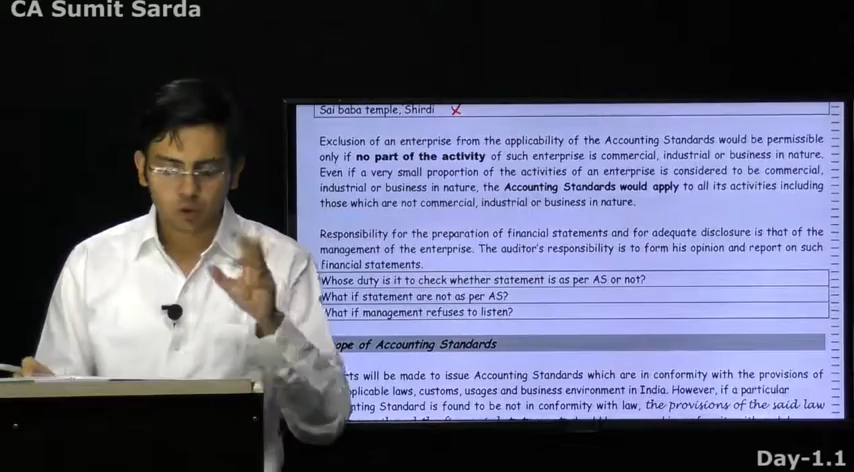 CA Sumit Sarda
Sai baba temple, Shirdi X
Exclusion of an enterprise from the applicability of the Accounting Standards would be permissible
only if no part of the activity of such enterprise is commercial, industrial or business in nature.
Even if a very small proportion of the activities of an enterprise is considered to be commercial,
industrial or business in nature, the Accounting Standards would apply to all its activities including
those which are not commercial, industrial or business in nature.
Responsibility for the preparation of financial statements and for adequate disclosure is that of the
management of the enterprise. The auditor's responsibility is to form his opinion and report on such
financial statements.
Whose duty is it to check whether statement is as per AS or not?
What if statement are not as per AS?
What if management refuses to listen?
ope of Accounting Standards
rts will be made to issue Accounting Standards which are in conformity with the provisions of
plicable laws, customs, usages and business environment in India. However, if a particular
nting Standard is found to be not in conformity with law, the provisions of the said law
Day-1.1